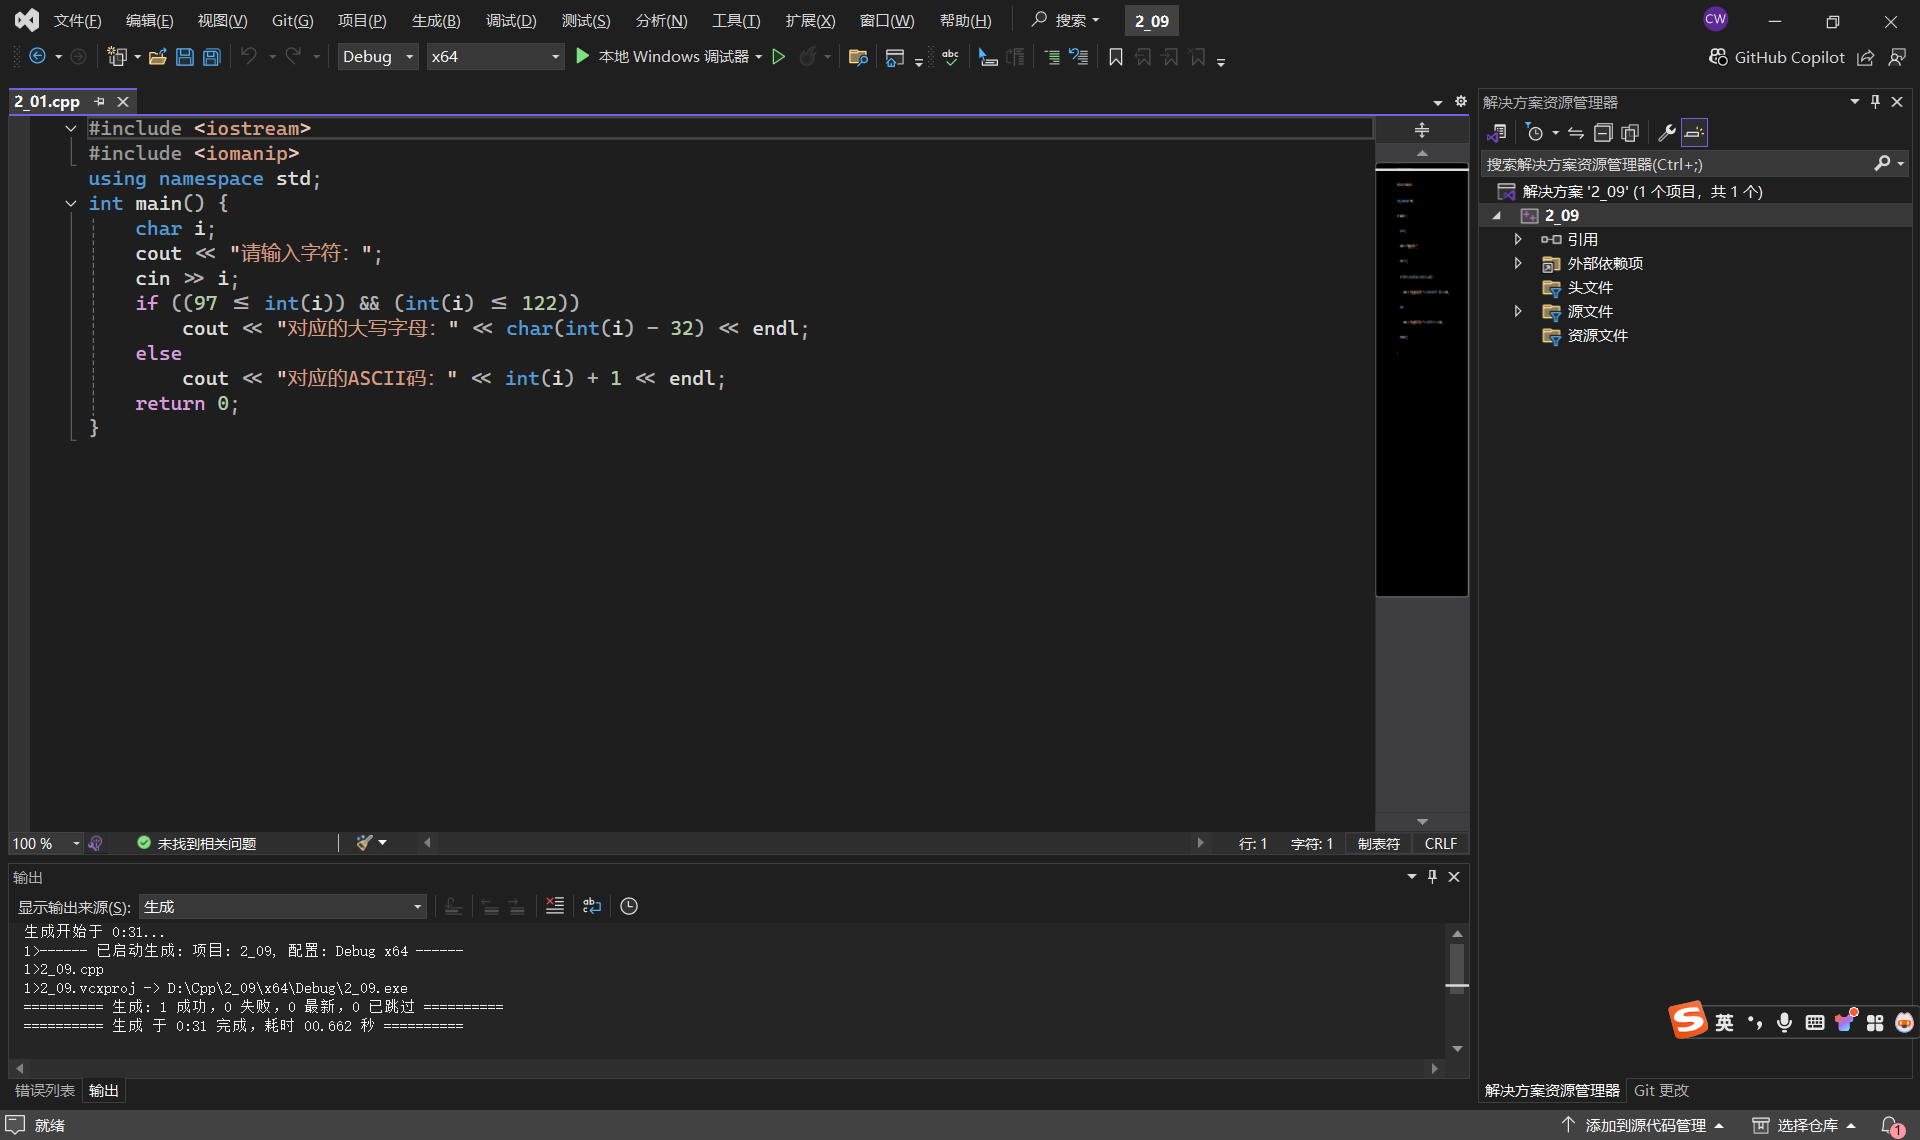 文件(F) 编辑(E) 视图(V) Git(G) 项目(P) 生成(B) 调试(D) 测试(S) 分析(N) 工具(T) 扩展(X) 窗口(W) 帮助(H) 搜索 2_09 CW
Debug x64 本地 Windows 调试器 GitHub Copilot
2_01.cpp
#include <iostream>
#include <iomanip>
using namespace std;
int main() {
char i;
cout << "请输入字符: ";
cin >> i;
if ((97 <= int(i)) && (int(i) <= 122))
cout << "对应的大写字母: " << char(int(i) - 32) << endl;
else
cout << "对应的ASCII码: " << int(i) + 1 << endl;
return 0;
}
100 % 未找到相关问题 行: 1 字符: 1 制表符 CRLF
输出
显示输出来源(S): 生成
生成开始于 0:31...
1>------ 已启动生成: 项目: 2_09, 配置: Debug x64 ------
1>2_09.cpp
1>2_09.vcxproj -> D:\Cpp\2_09\x64\Debug\2_09.exe
========== 生成: 1 成功，0 失败，0 最新，0 已跳过 ==========
========== 生成 于 0:31 完成，耗时 00.662 秒 ==========
错误列表 输出
解决方案资源管理器
搜索解决方案资源管理器(Ctrl+;)
解决方案 '2_09' (1 个项目，共 1 个)
2_09
引用
外部依赖项
头文件
源文件
资源文件
S 英
解决方案资源管理器 Git 更改
就绪 添加到源代码管理 选择仓库 1